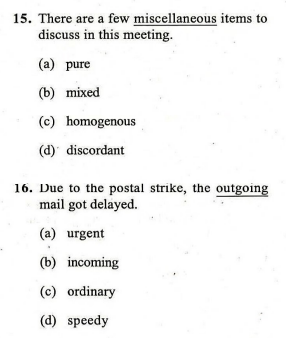 15. There are a few miscellaneous items to
discuss in this meeting.
(a) pure
(b) mixed
(c) homogenous
(d) discordant
16. Due to the postal strike, the outgoing
mail got delayed.
(a) urgent
(b) incoming
(c) ordinary
(d) speedy